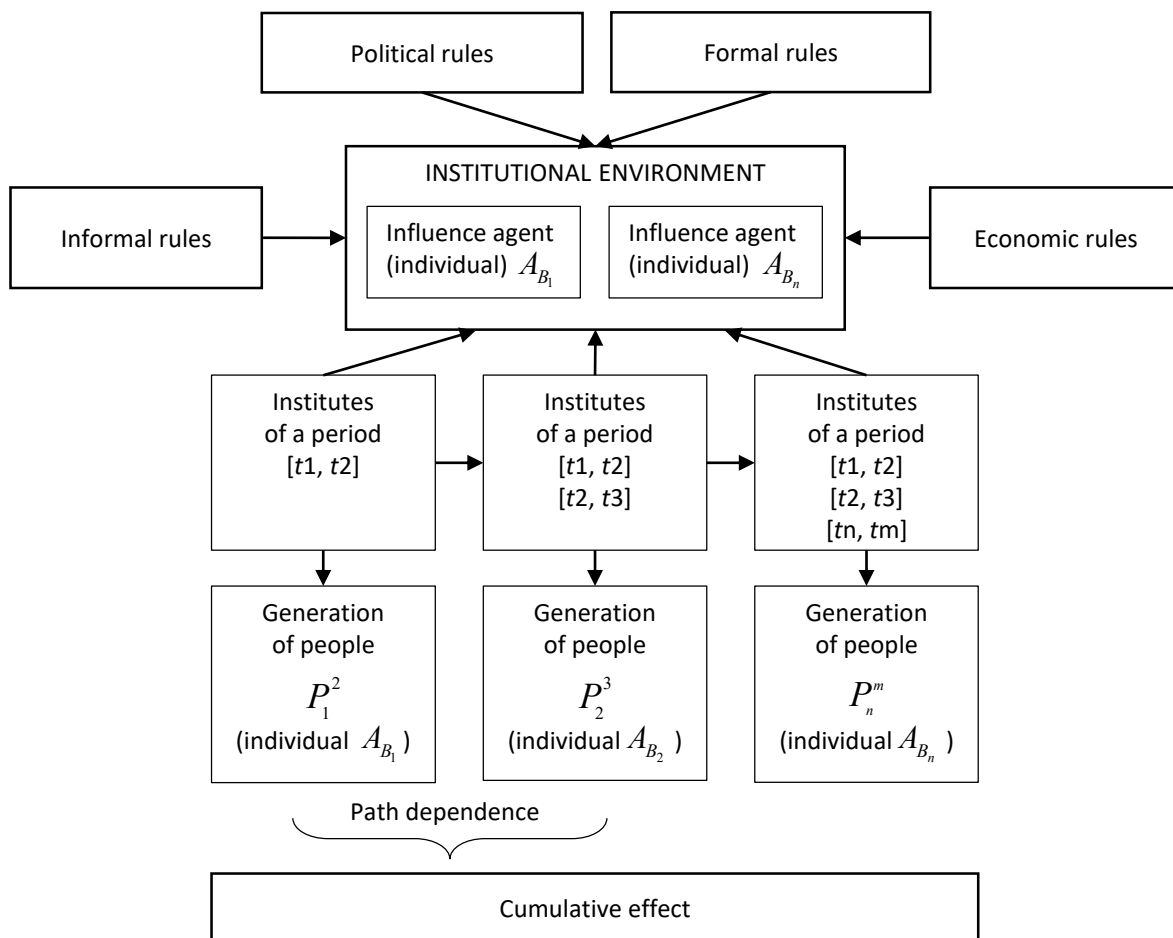 Political rules
Formal rules
INSTITUTIONAL ENVIRONMENT
Informal rules
Influence agent
(individual) A_{B_1}
Influence agent
(individual) A_{B_n}
Economic rules
Institutes
of a period
[t1, t2]
Institutes
of a period
[t1, t2]
[t2, t3]
Institutes
of a period
[t1, t2]
[t2, t3]
[tn, tm]
Generation
of people
P_1^2
(individual A_{B_1})
Generation
of people
P_2^3
(individual A_{B_2})
Generation
of people
P_n^m
(individual A_{B_n})
Path dependence
Cumulative effect